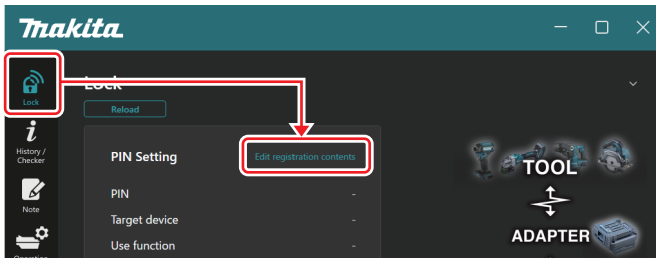 Makita
Lock
Lock
Reload
History /
Checker
PIN Setting
Edit registration contents
TOOL
Note
PIN
-
Target device
-
ADAPTER
Use function
-
Operation